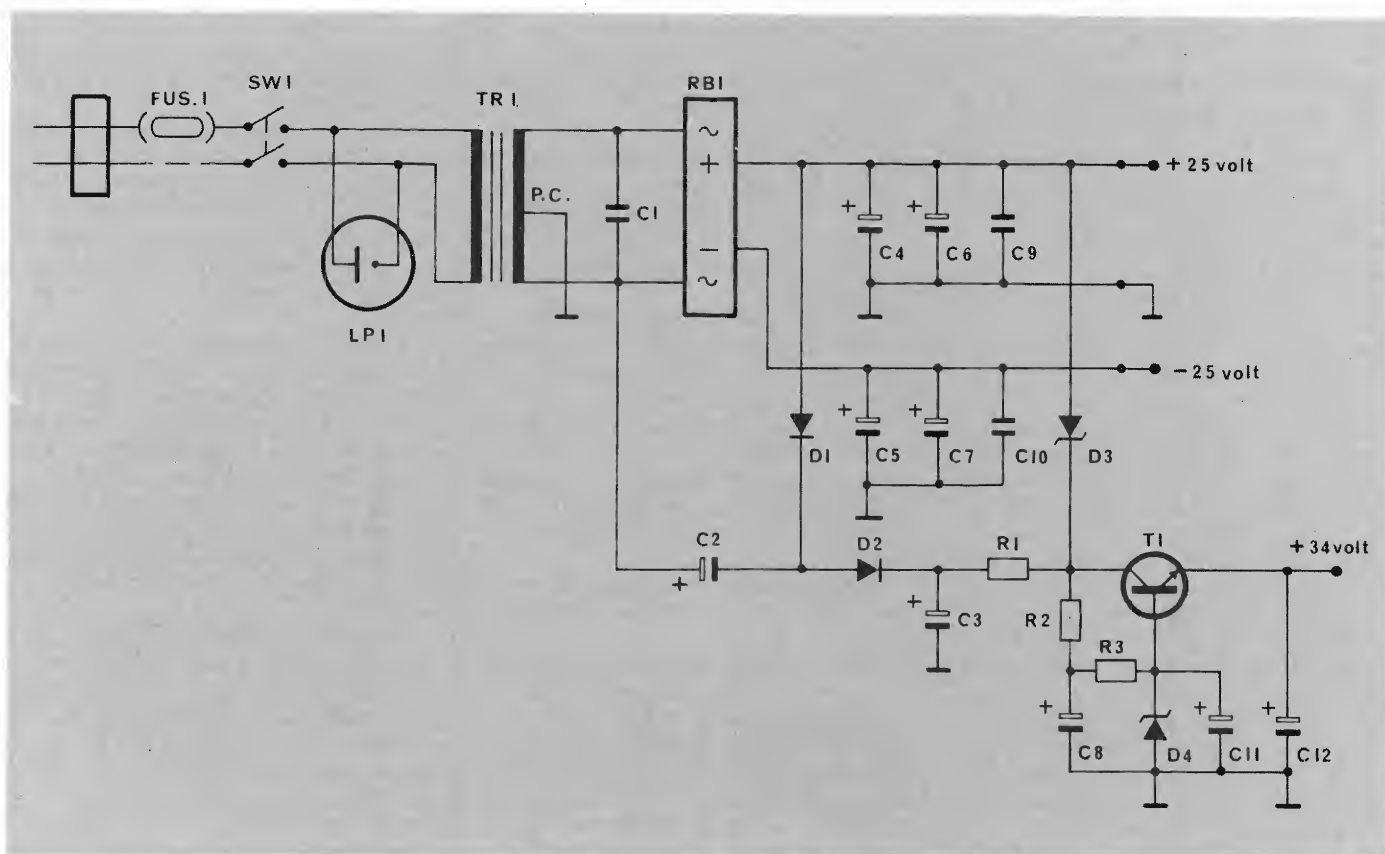 FUS.1
SW1
TR1
RB1
~
+
−
~
P.C.
C1
LP1
+ 25 volt
+
C4
+
C6
C9
− 25 volt
D1
+
C5
+
C7
C10
D3
C2
+
D2
R1
T1
+ 34 volt
+
C3
R2
R3
+
C8
D4
+
C11
+
C12